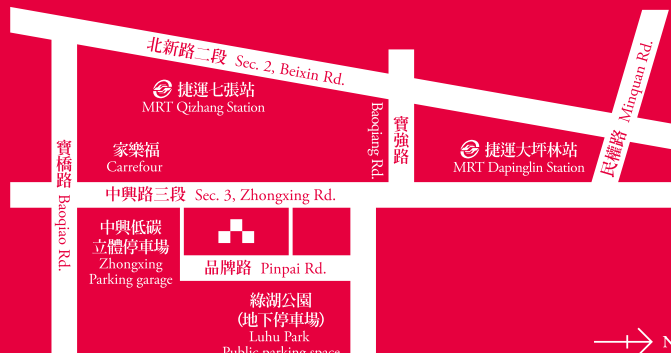 北新路二段 Sec. 2, Beixin Rd.
捷運七張站
MRT Qizhang Station
民權路 Minquan Rd.
寶強路
Baoqiang Rd.
寶橋路 Baoqiao Rd.
家樂福
Carrefour
捷運大坪林站
MRT Dapinglin Station
中興路三段 Sec. 3, Zhongxing Rd.
中興低碳
立體停車場
Zhongxing
Parking garage
品牌路 Pinpai Rd.
綠湖公園
(地下停車場)
Luhu Park
Public parking space
N